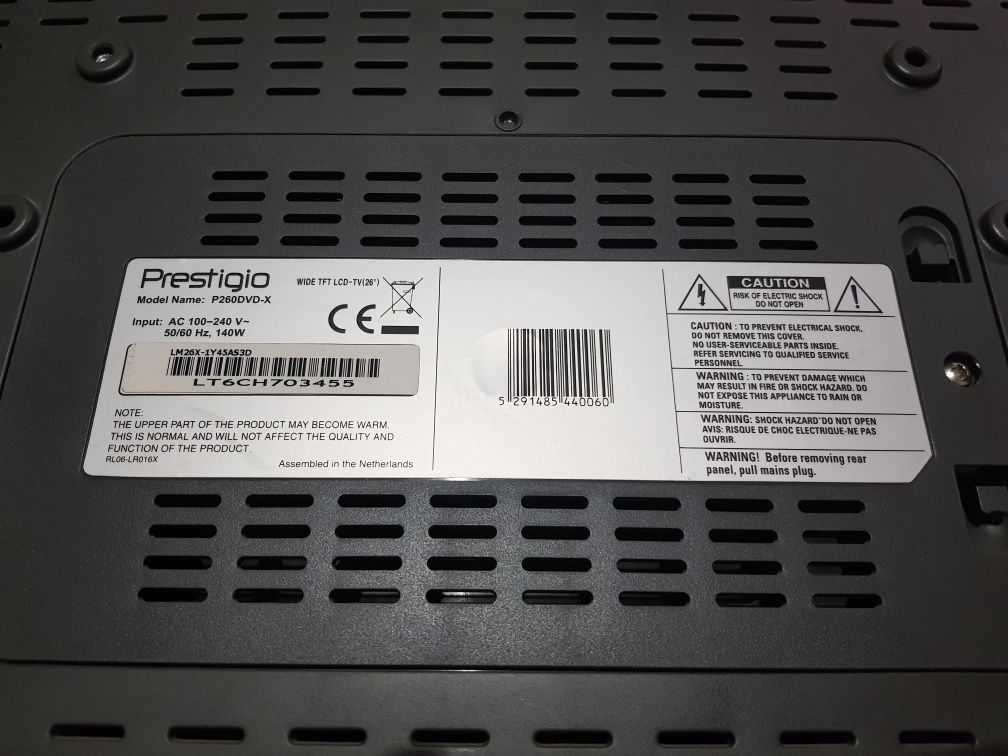 Prestigio
WIDE TFT LCD-TV(26")
Model Name: P260DVD-X
Input: AC 100–240 V~
50/60 Hz, 140W
CE
LM26X-1Y45AS3D
LT6CH703455
NOTE:
THE UPPER PART OF THE PRODUCT MAY BECOME WARM.
THIS IS NORMAL AND WILL NOT AFFECT THE QUALITY AND
FUNCTION OF THE PRODUCT.
RL06-LR016X
Assembled in the Netherlands
5 291485 440060
CAUTION
RISK OF ELECTRIC SHOCK
DO NOT OPEN
CAUTION : TO PREVENT ELECTRICAL SHOCK,
DO NOT REMOVE THIS COVER.
NO USER-SERVICEABLE PARTS INSIDE.
REFER SERVICING TO QUALIFIED SERVICE
PERSONNEL.
WARNING : TO PREVENT DAMAGE WHICH
MAY RESULT IN FIRE OR SHOCK HAZARD. DO
NOT EXPOSE THIS APPLIANCE TO RAIN OR
MOISTURE.
WARNING: SHOCK HAZARD-DO NOT OPEN
AVIS: RISQUE DE CHOC ELECTRIQUE-NE PAS
OUVRIR.
WARNING! Before removing rear
panel, pull mains plug.